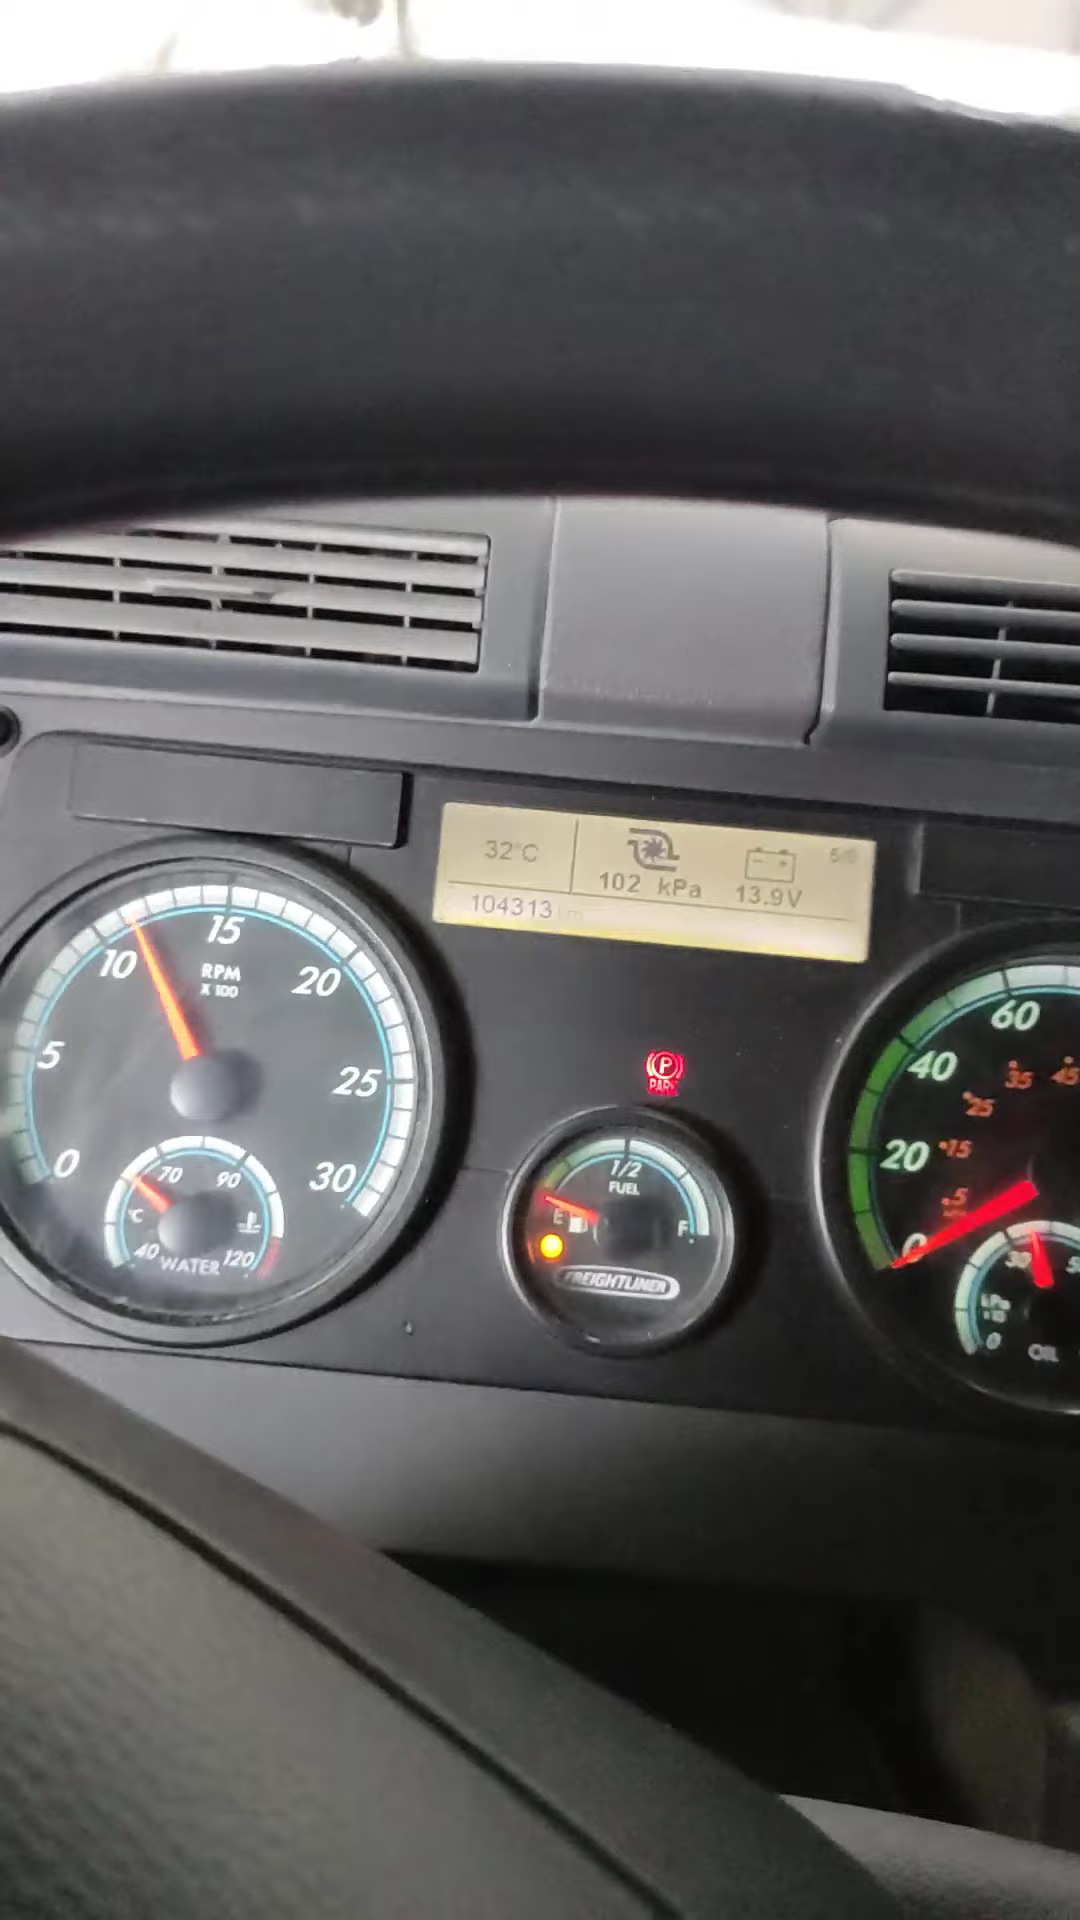 32°C
102 kPa
13.9V
104313 km
0
5
10
15
20
25
30
RPM
X 100
°C
40
70
90
120
WATER
P
PARK
E
1/2
F
FUEL
FREIGHTLINER
0
20
40
60
5
15
25
35
45
kPa
x10
0
30
OIL